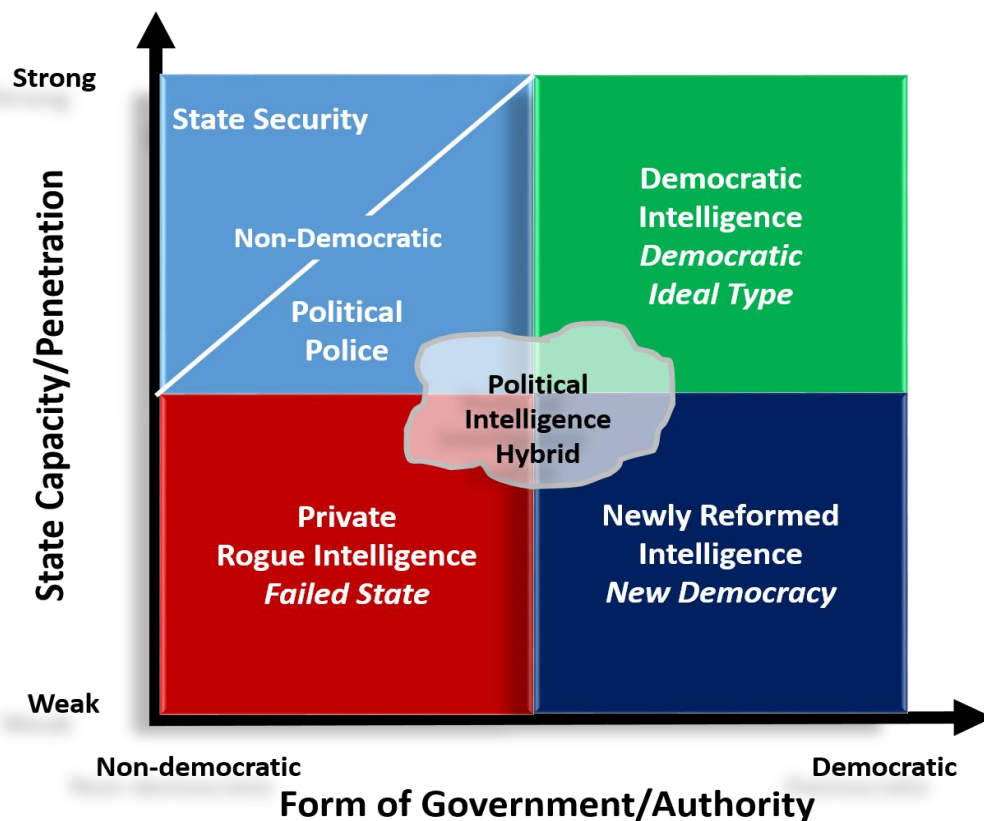 Strong
State Security
Non-Democratic
Political
Police
Democratic
Intelligence
Democratic
Ideal Type
Political
Intelligence
Hybrid
Private
Rogue Intelligence
Failed State
Newly Reformed
Intelligence
New Democracy
State Capacity/Penetration
Weak
Non-democratic
Democratic
Form of Government/Authority